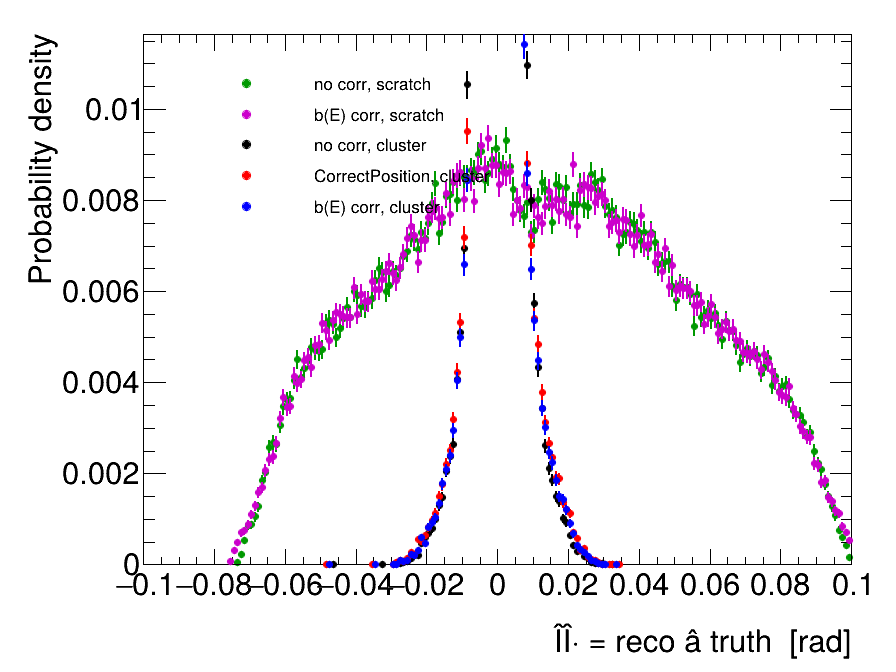 Probability density
no corr, scratch
b(E) corr, scratch
no corr, cluster
CorrectPosition, cluster
b(E) corr, cluster
0.01
0.008
0.006
0.004
0.002
0
−0.1 −0.08 −0.06 −0.04 −0.02 0 0.02 0.04 0.06 0.08 0.1
ÎÎ· = reco â truth [rad]